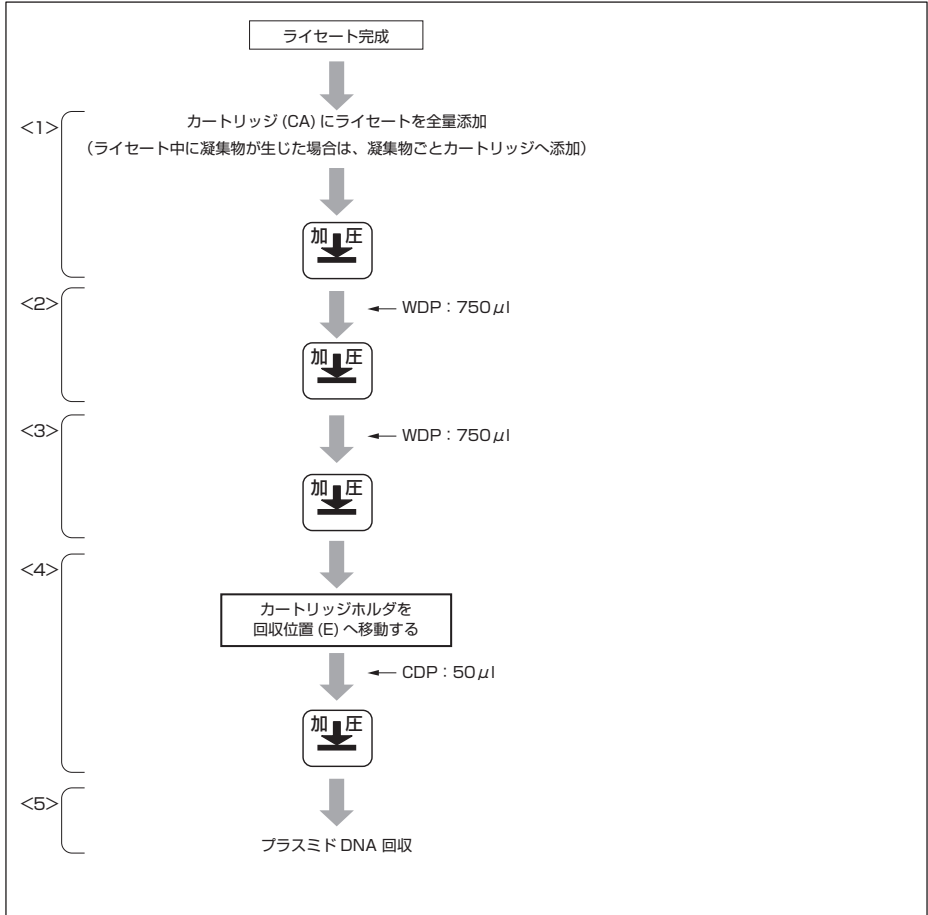 ライセート完成
<1>
カートリッジ (CA) にライセートを全量添加
（ライセート中に凝集物が生じた場合は、凝集物ごとカートリッジへ添加）
加圧
<2>
WDP：750μl
加圧
<3>
WDP：750μl
加圧
<4>
カートリッジホルダを
回収位置 (E) へ移動する
CDP：50μl
加圧
<5>
プラスミド DNA 回収